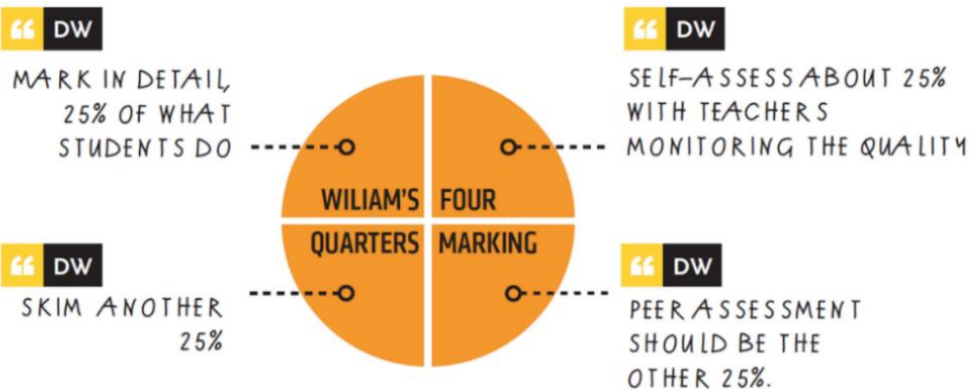 DW
MARK IN DETAIL,
25% OF WHAT
STUDENTS DO
DW
SELF-ASSESS ABOUT 25%
WITH TEACHERS
MONITORING THE QUALITY
WILIAM'S FOUR
QUARTERS MARKING
DW
SKIM ANOTHER
25%
DW
PEER ASSESSMENT
SHOULD BE THE
OTHER 25%.